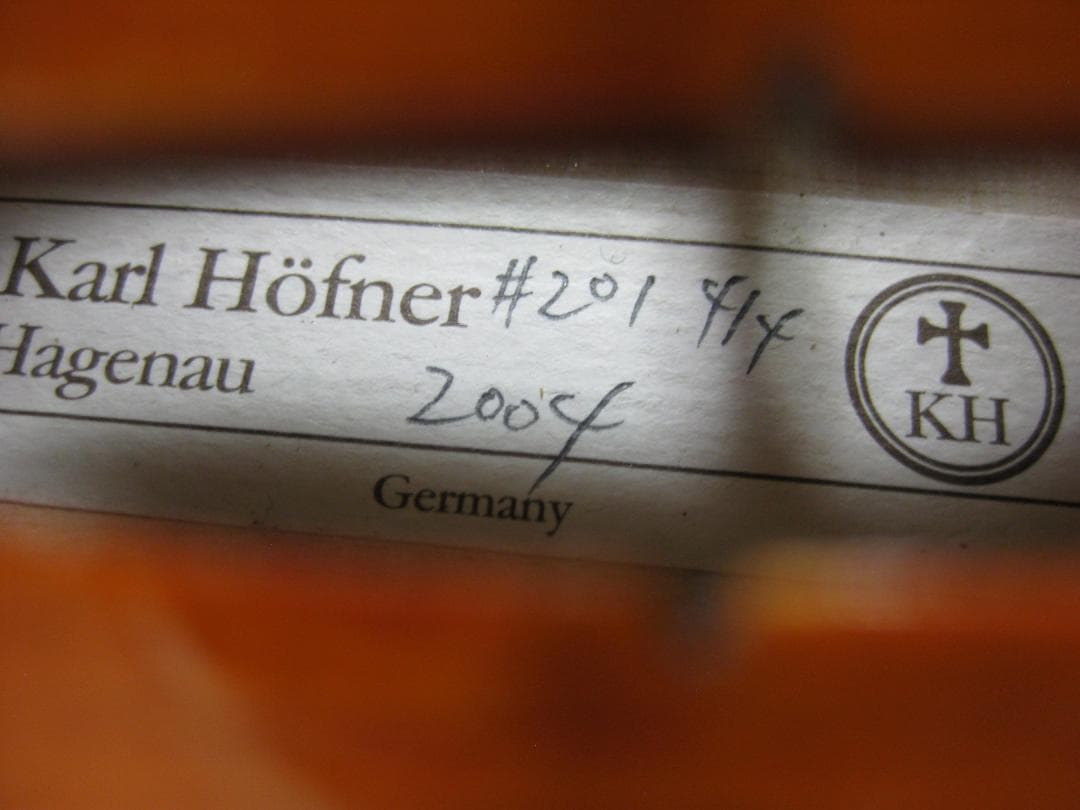 Karl Höfner #201 4/4
Hagenau 2004
Germany
KH